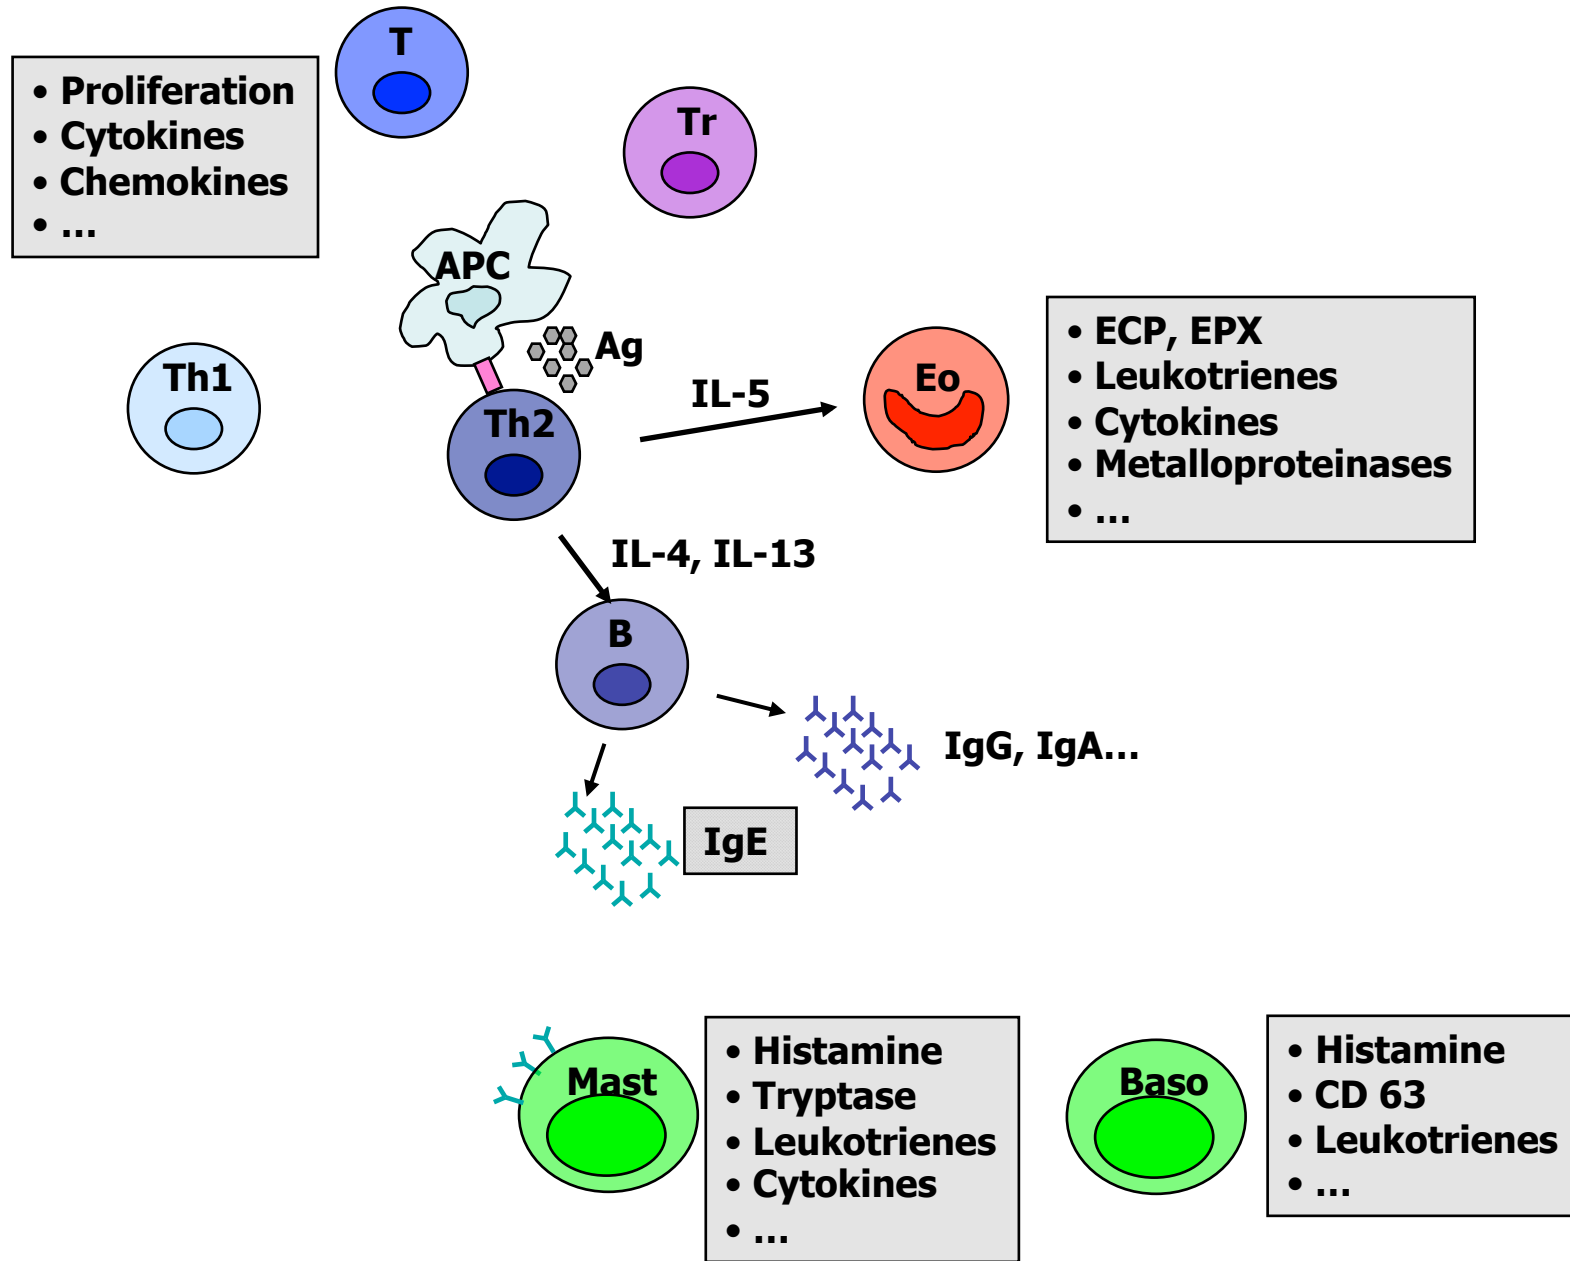 T
• Proliferation
• Cytokines
• Chemokines
• ...
Tr
APC
Ag
Th1
Th2
IL-5
Eo
• ECP, EPX
• Leukotrienes
• Cytokines
• Metalloproteinases
• ...
IL-4, IL-13
B
IgG, IgA...
IgE
Mast
• Histamine
• Tryptase
• Leukotrienes
• Cytokines
• ...
Baso
• Histamine
• CD 63
• Leukotrienes
• ...